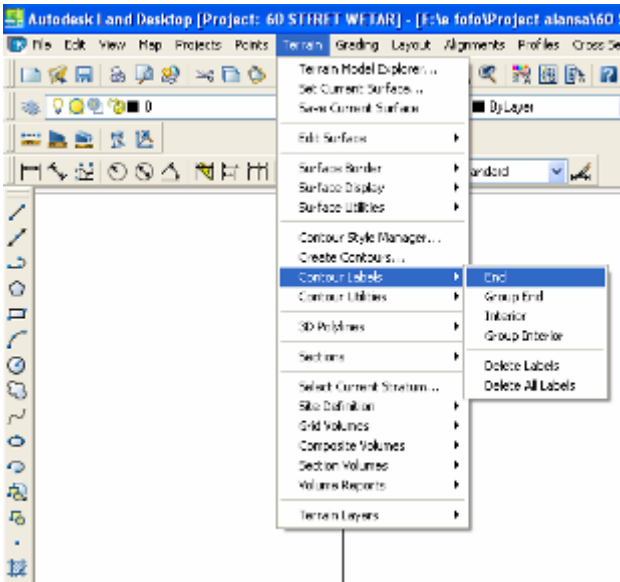 Autodesk Land Desktop [Project: 60 STFRET WETAR] - [E:\e fofo\Project alansa\60
File Edit View Map Projects Points Terrain Grading Layout Alignments Profiles Cross Se
0 ByLayer
andard
Terrain Model Explorer...
Set Current Surface...
Save Current Surface
Edit Surface
Surface Border
Surface Display
Surface Utilities
Contour Style Manager...
Create Contours...
Contour Labels
Contour Utilities
3D Polylines
Sections
Select Current Stratum...
Site Definition
Grid Volumes
Composite Volumes
Section Volumes
Volume Reports
Terrain Layers
End
Group End
Interior
Group Interior
Delete Labels
Delete All Labels